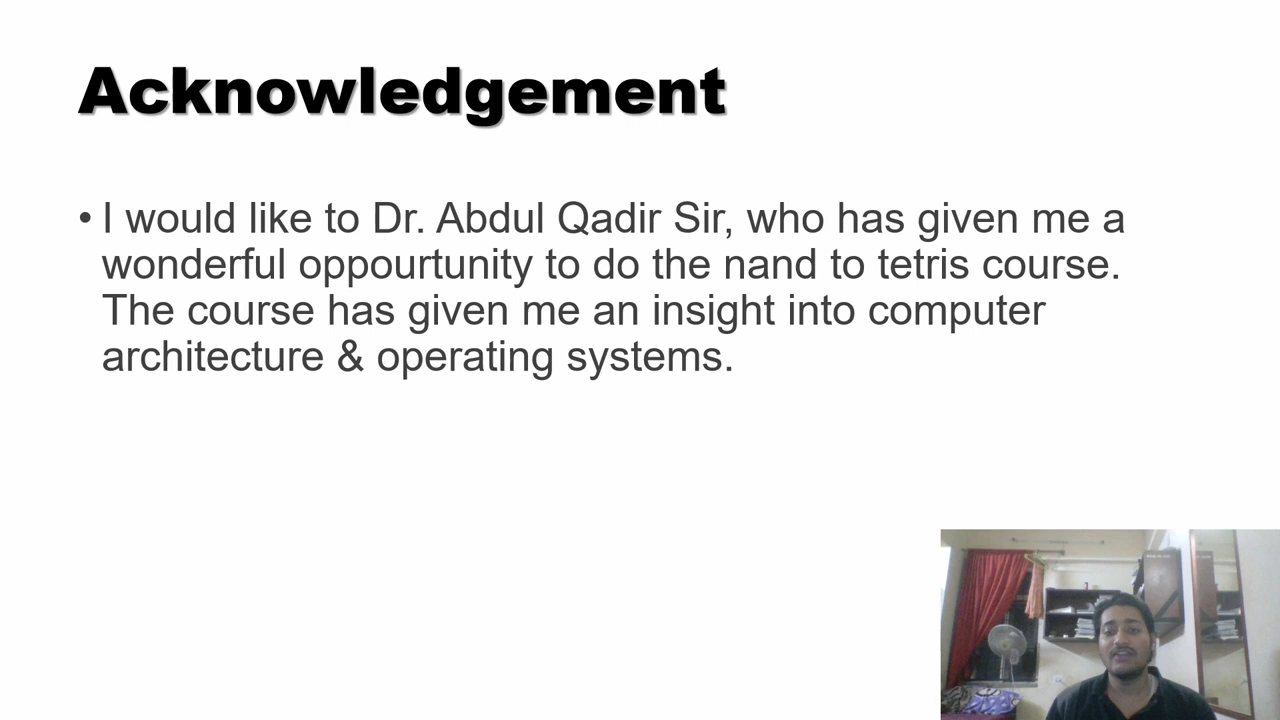 Acknowledgement
• I would like to Dr. Abdul Qadir Sir, who has given me a
wonderful oppourtunity to do the nand to tetris course.
The course has given me an insight into computer
architecture & operating systems.